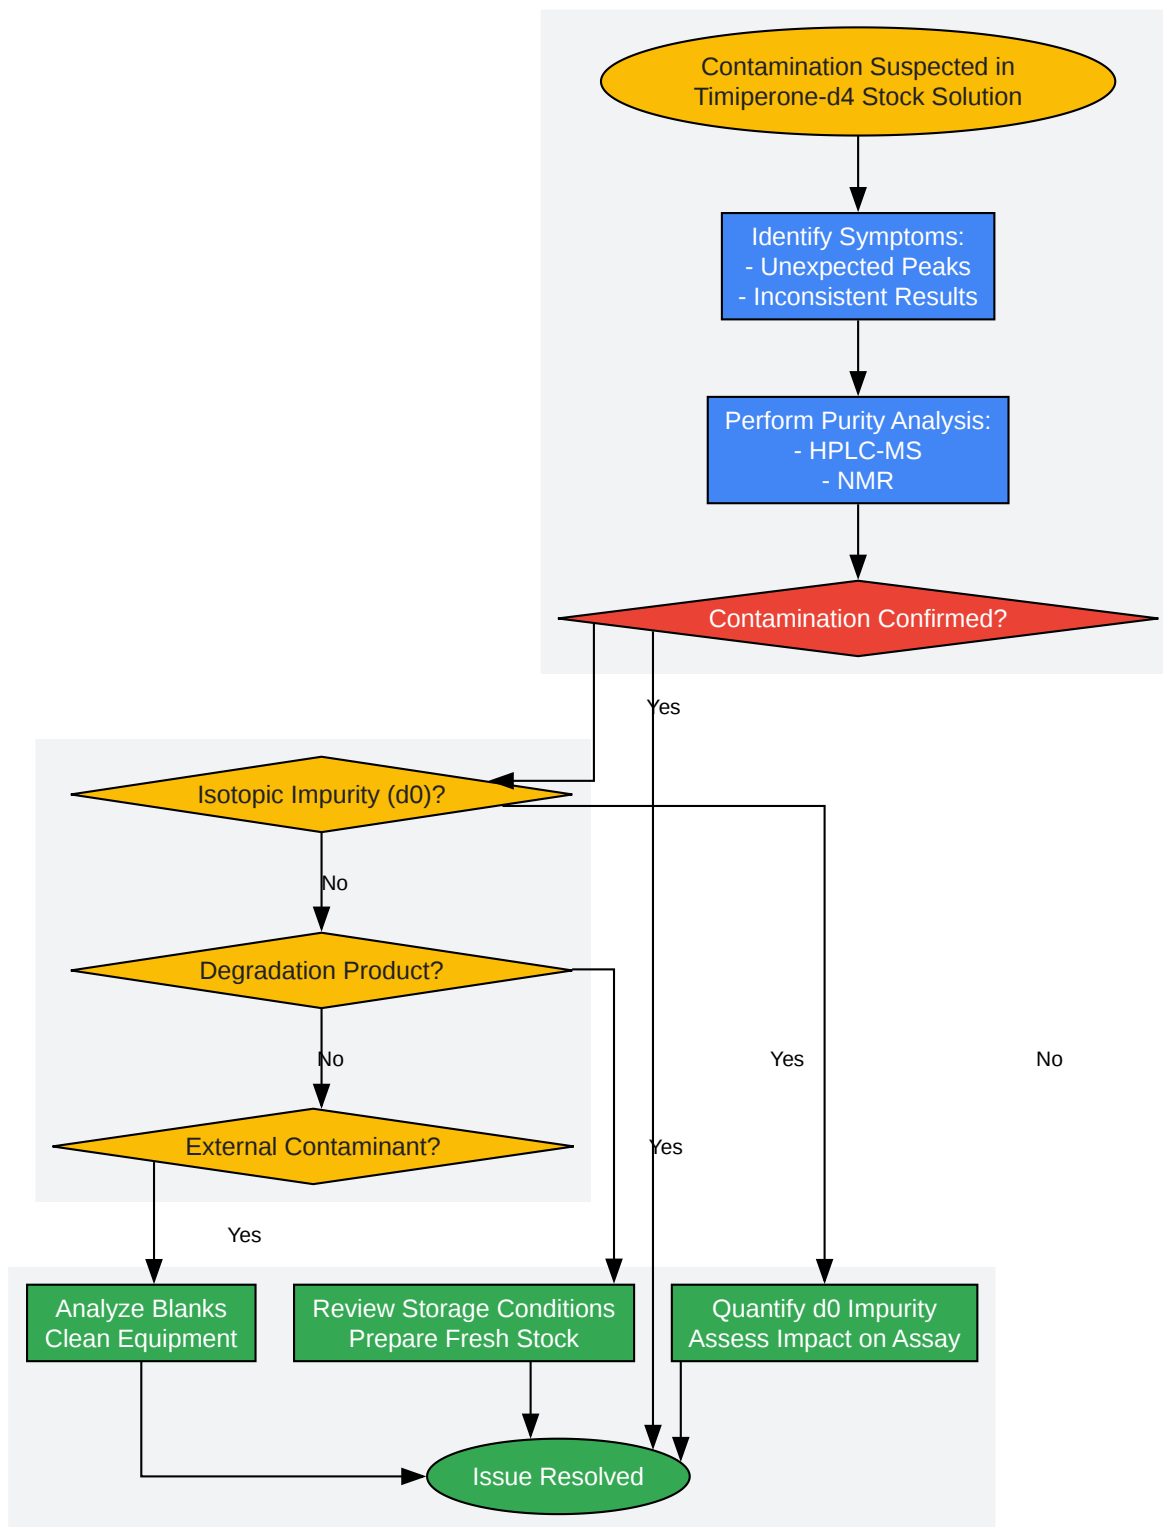 Contamination Suspected in
Timiperone-d4 Stock Solution
Identify Symptoms:
- Unexpected Peaks
- Inconsistent Results
Perform Purity Analysis:
- HPLC-MS
- NMR
Contamination Confirmed?
Yes
Isotopic Impurity (d0)?
No
Degradation Product?
No
Yes
No
External Contaminant?
Yes
Yes
Analyze Blanks
Clean Equipment
Review Storage Conditions
Prepare Fresh Stock
Quantify d0 Impurity
Assess Impact on Assay
Issue Resolved